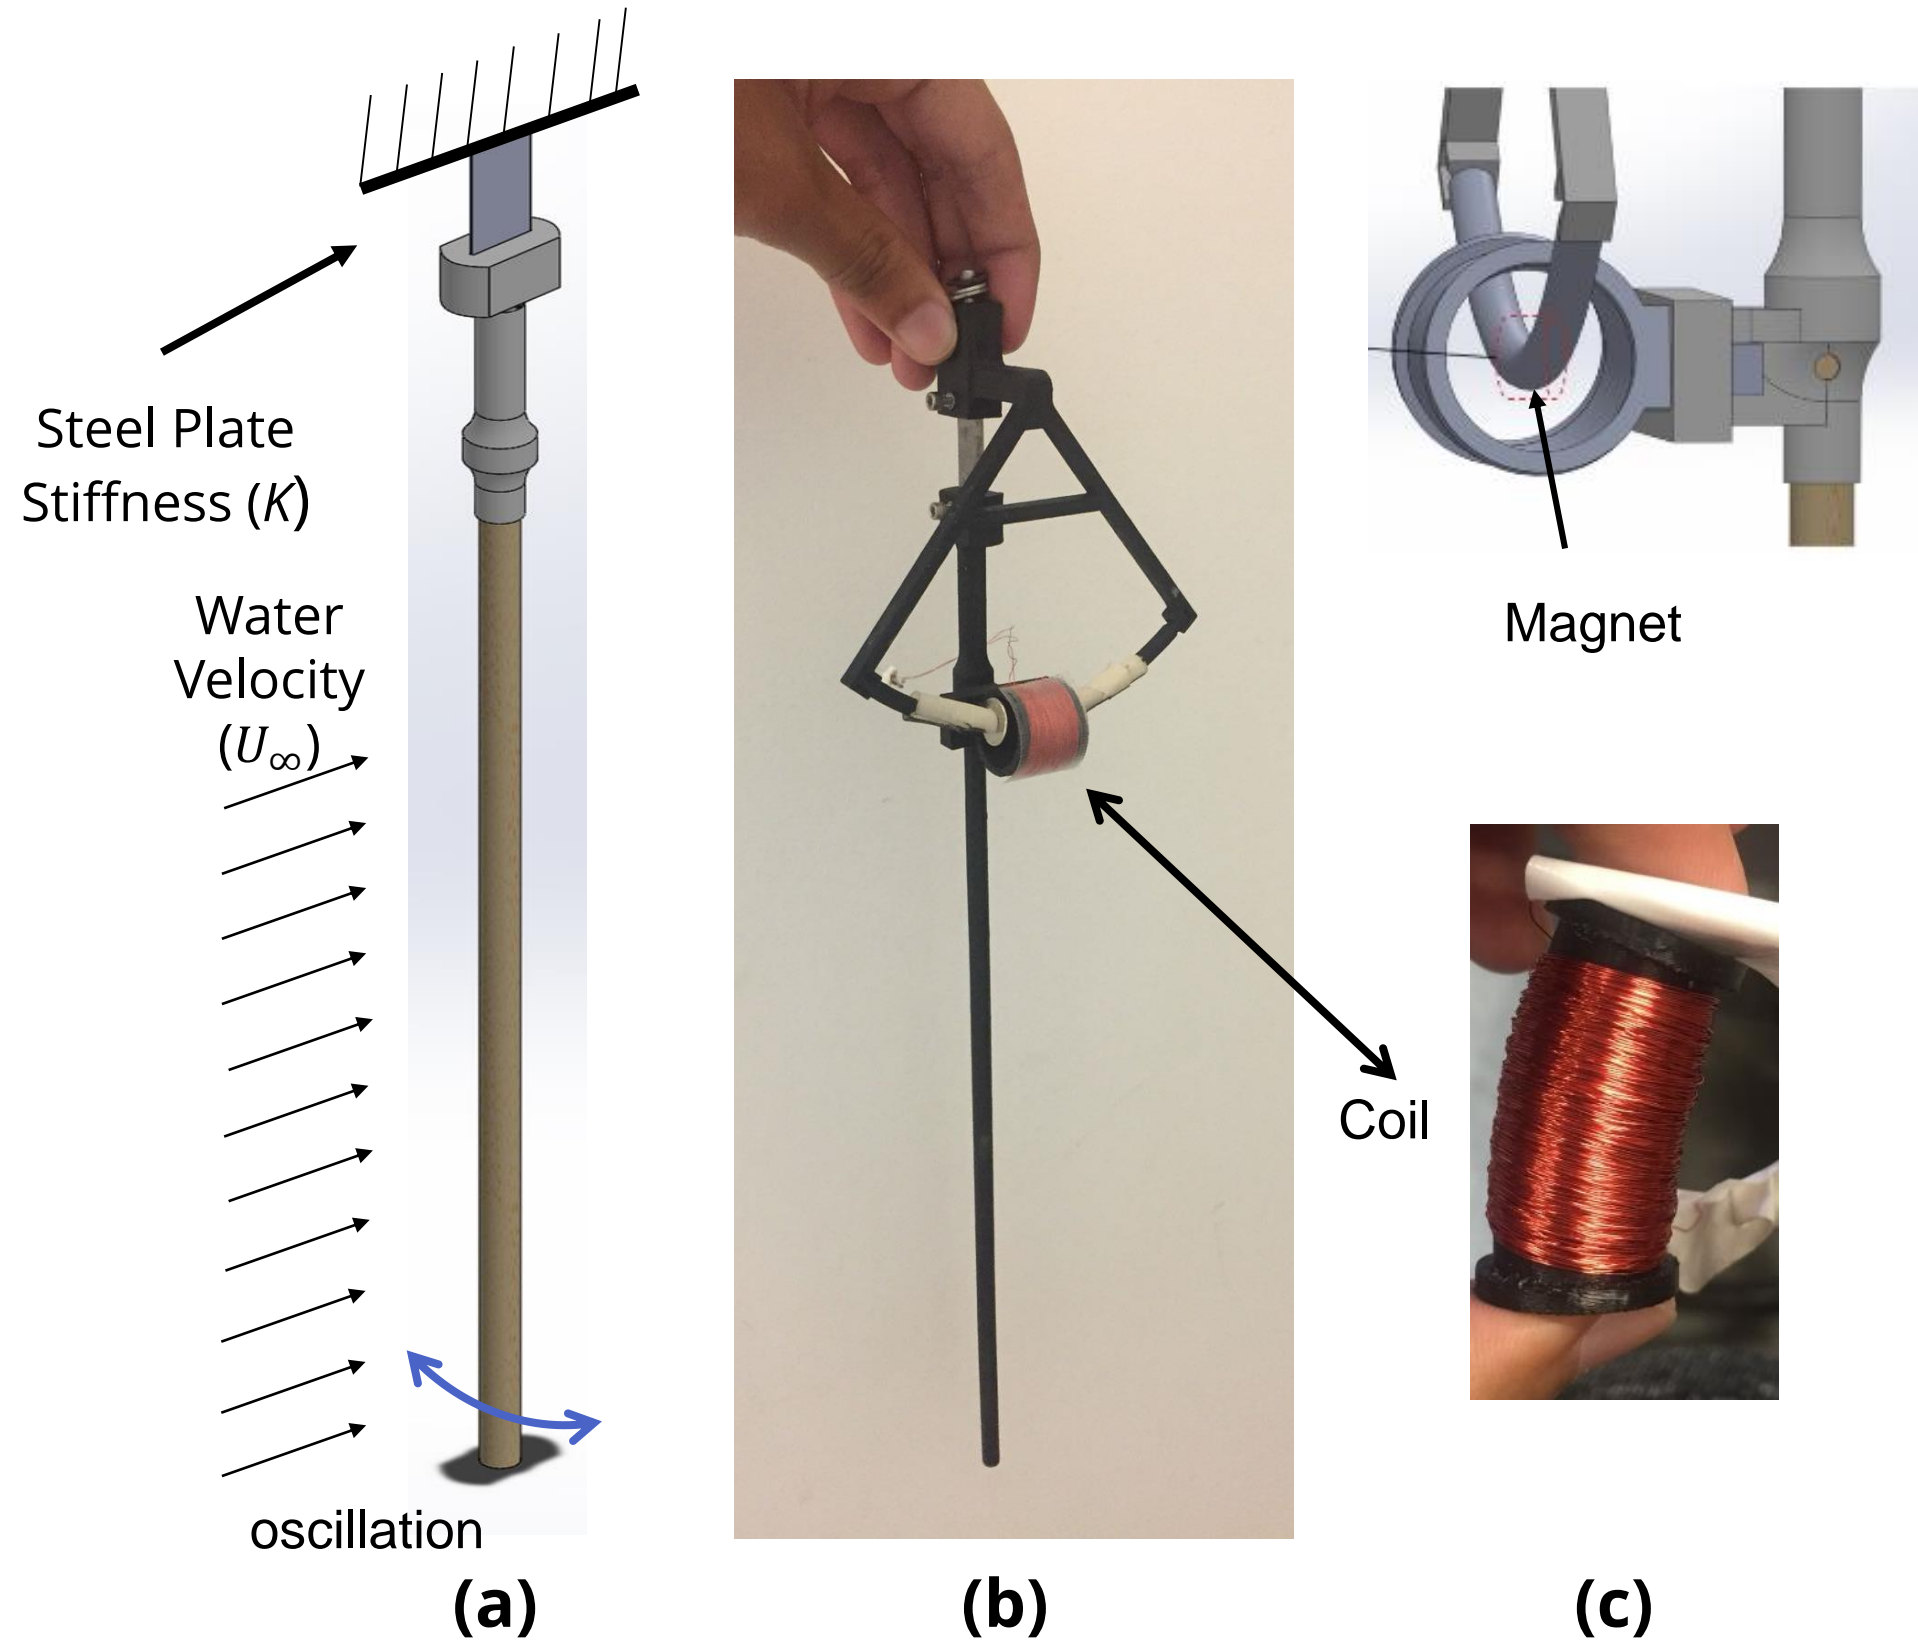 Steel Plate
Stiffness (K)
Water
Velocity
(U∞)
oscillation
Magnet
Coil
(a)
(b)
(c)